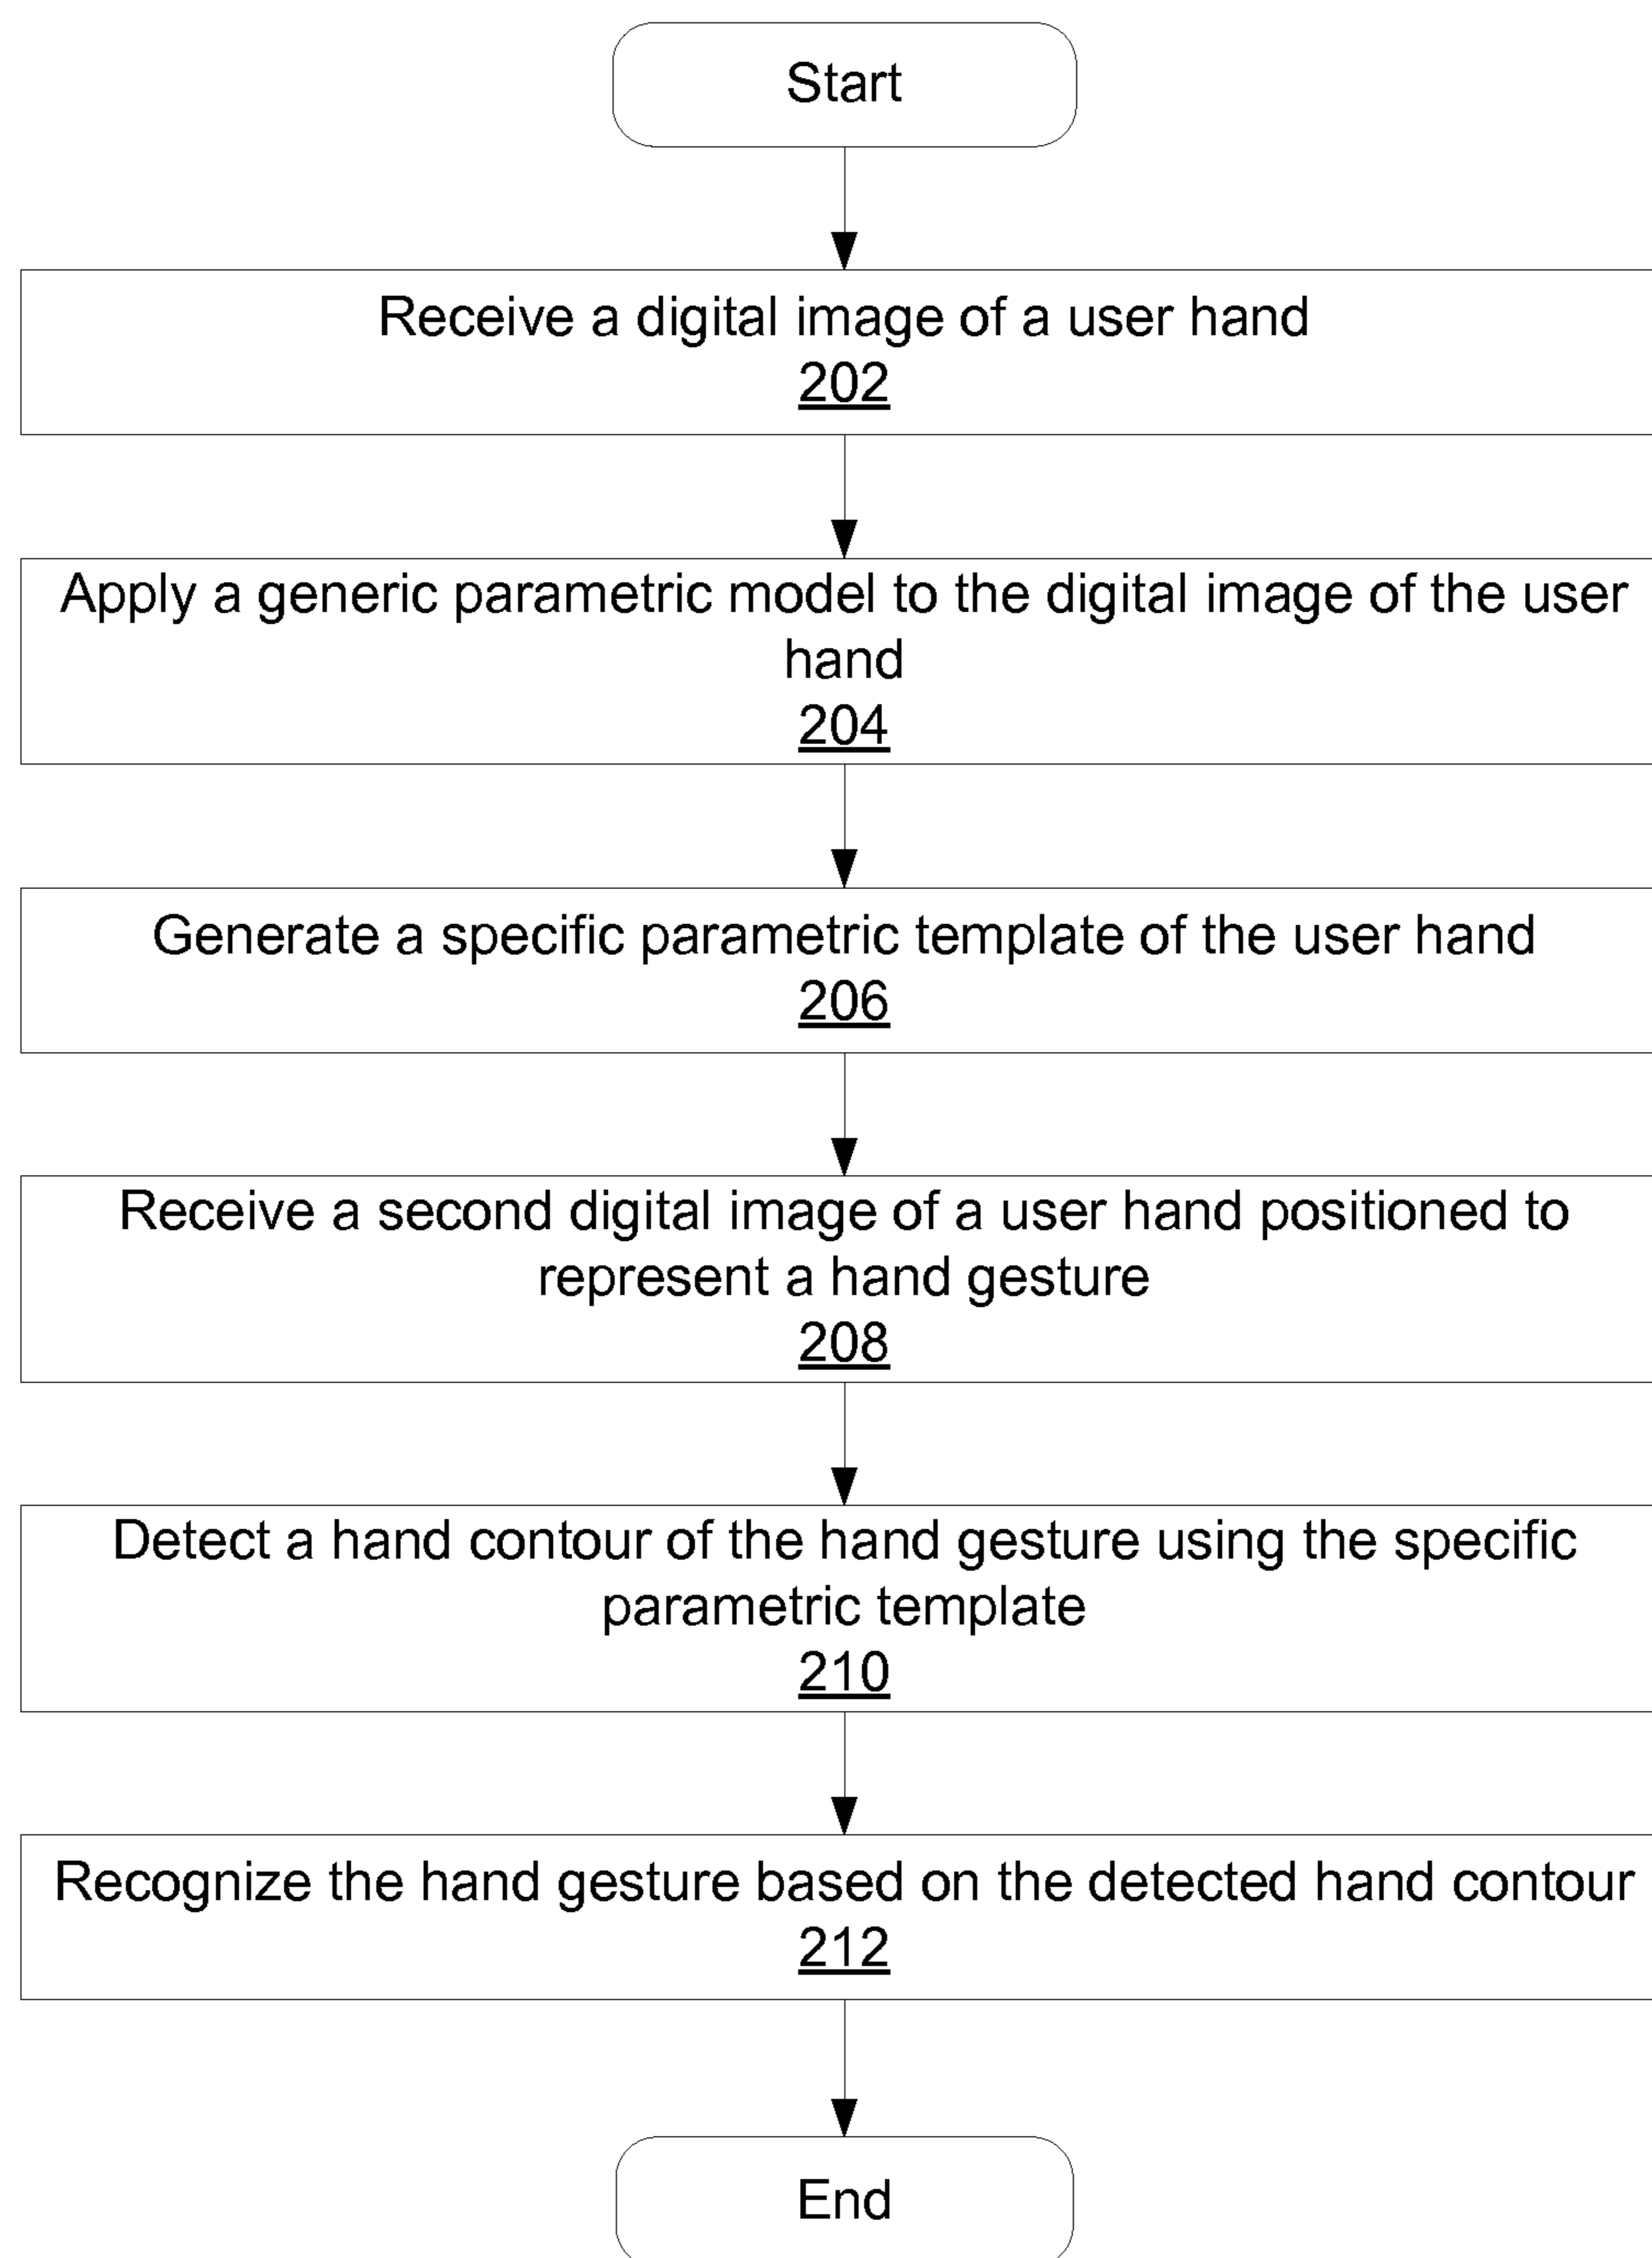 Start
Receive a digital image of a user hand
202
Apply a generic parametric model to the digital image of the user
hand
204
Generate a specific parametric template of the user hand
206
Receive a second digital image of a user hand positioned to
represent a hand gesture
208
Detect a hand contour of the hand gesture using the specific
parametric template
210
Recognize the hand gesture based on the detected hand contour
212
End